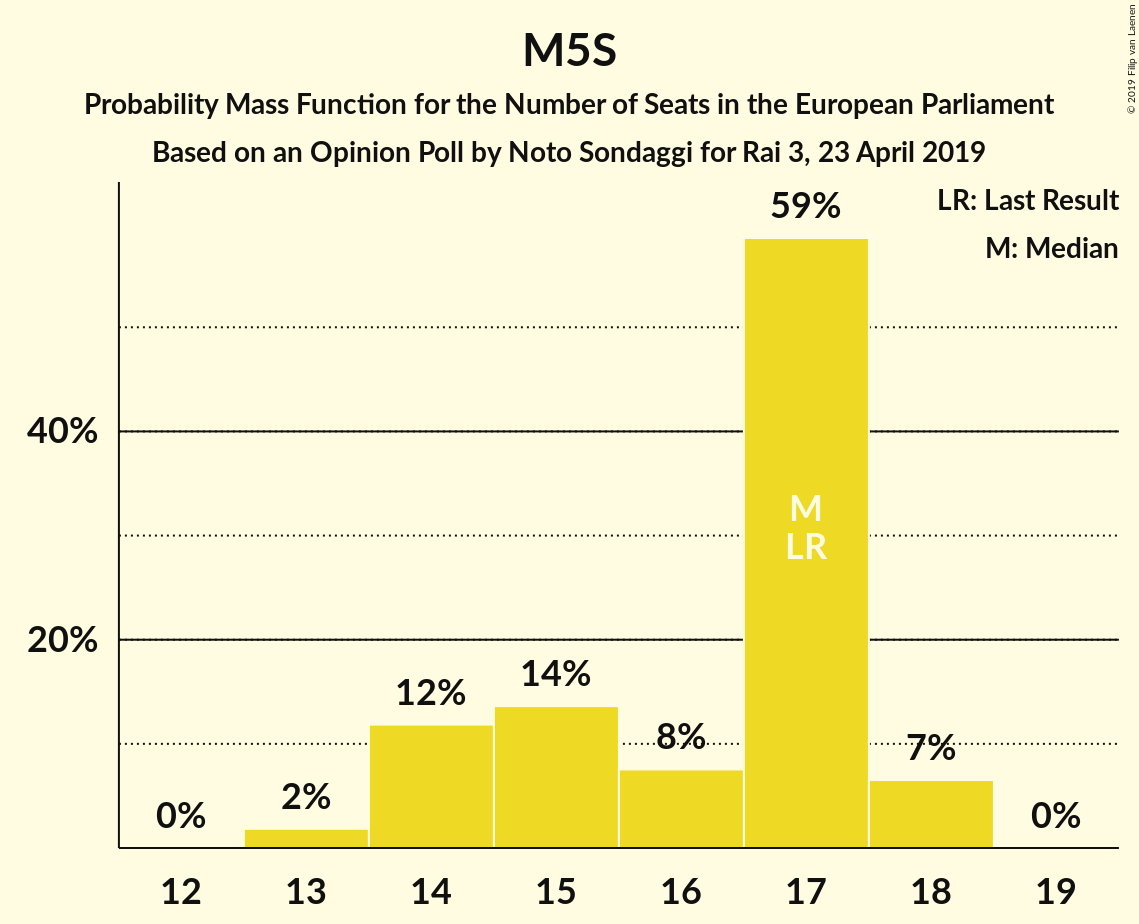 M5S
Probability Mass Function for the Number of Seats in the European Parliament
Based on an Opinion Poll by Noto Sondaggi for Rai 3, 23 April 2019
© 2019 Filip van Laenen
LR: Last Result
M: Median
59%
40%
20%
M
LR
0%
2%
12%
14%
8%
7%
0%
12
13
14
15
16
17
18
19